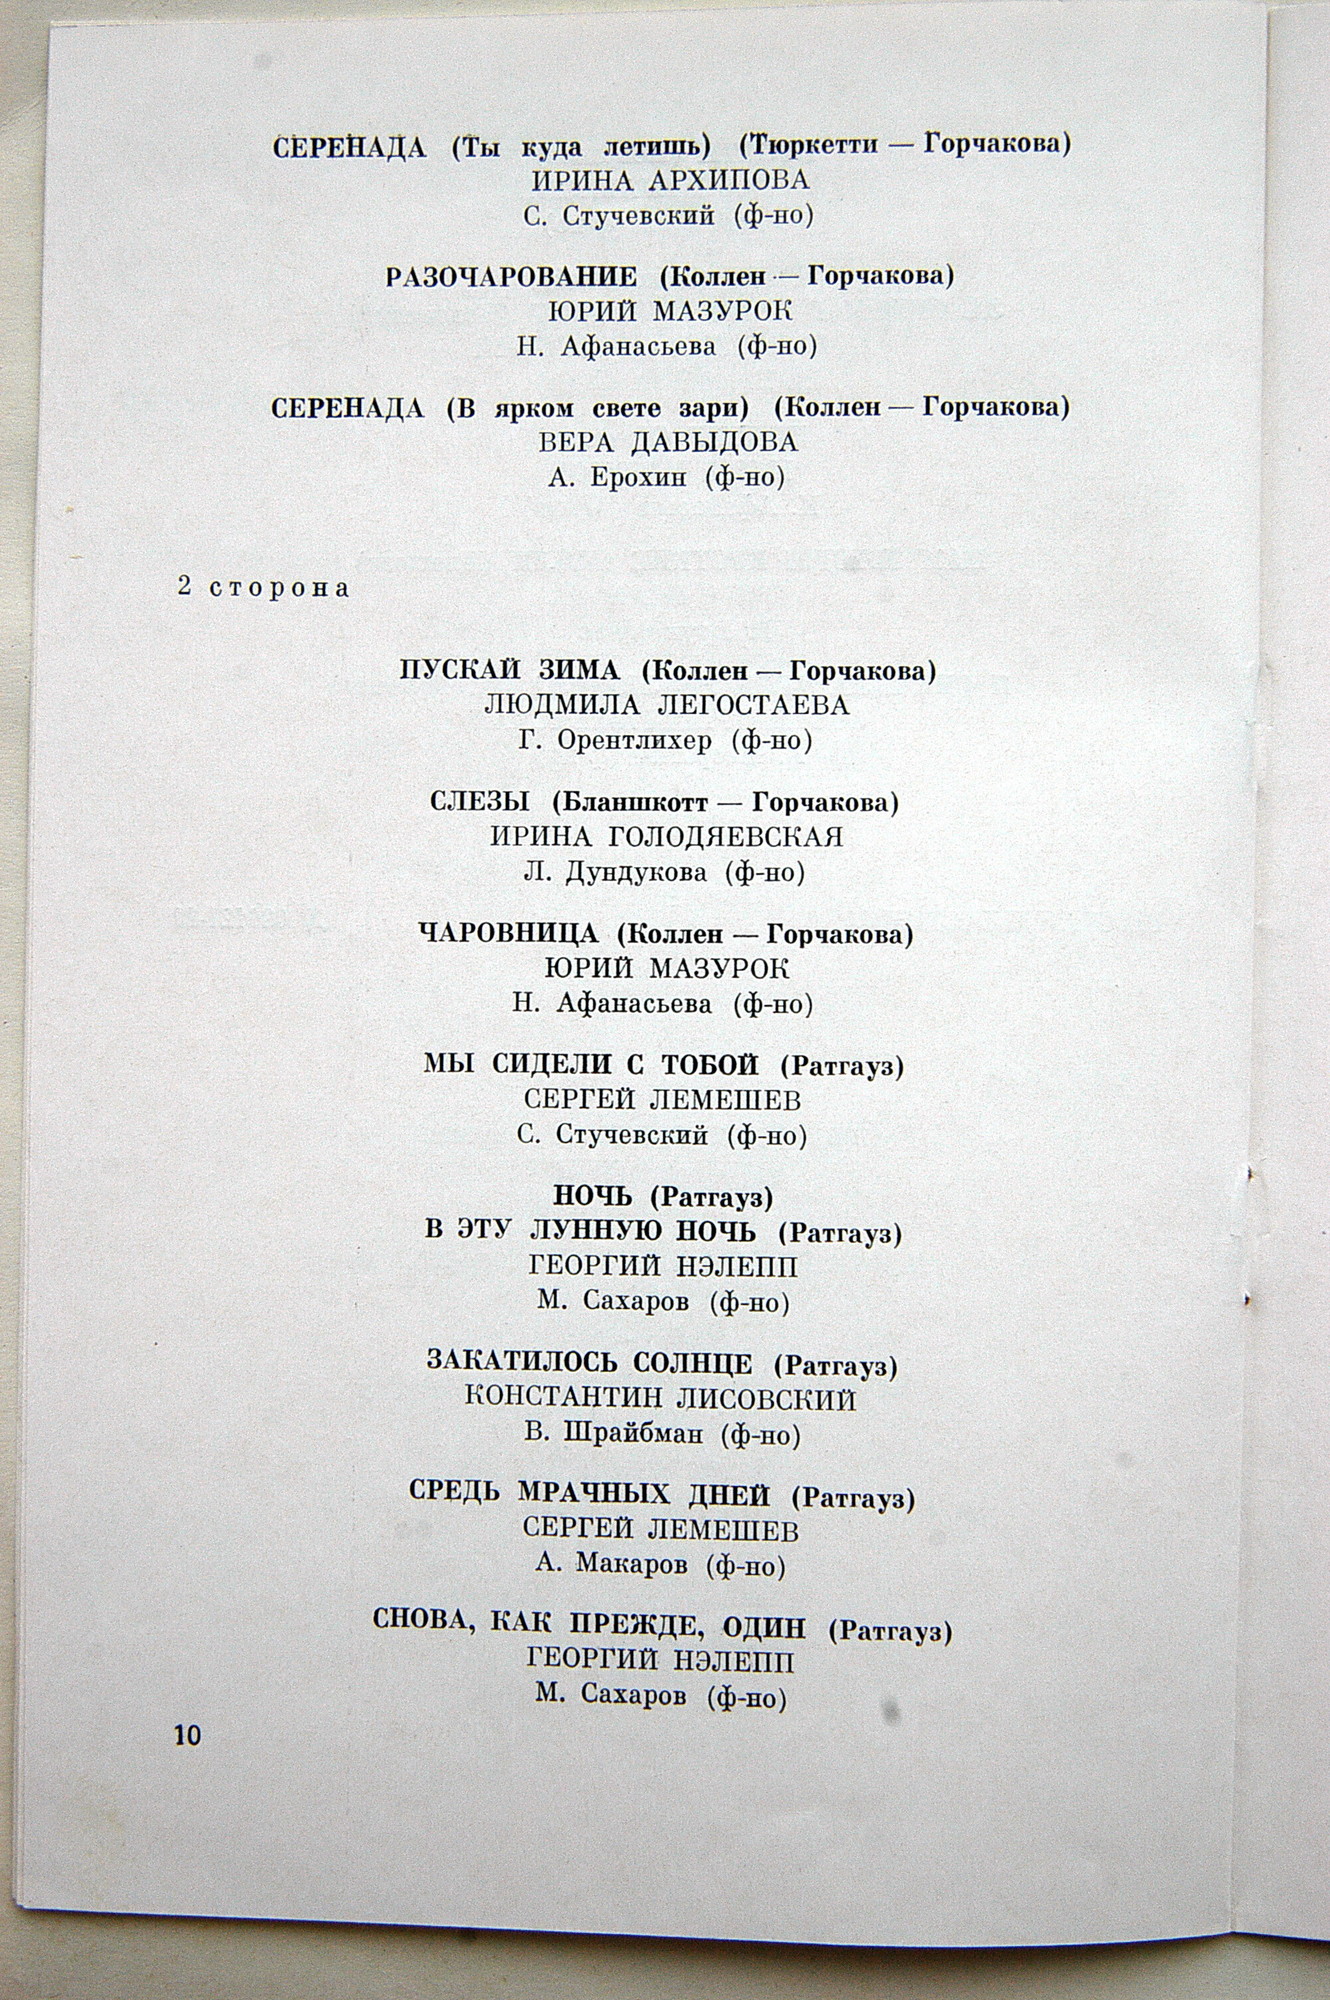 СЕРЕНАДА (Ты куда летишь) (Тюркетти — Горчакова)
ИРИНА АРХИПОВА
С. Стучевский (ф-но)
РАЗОЧАРОВАНИЕ (Коллен — Горчакова)
ЮРИЙ МАЗУРОК
Н. Афанасьева (ф-но)
СЕРЕНАДА (В ярком свете зари) (Коллен — Горчакова)
ВЕРА ДАВЫДОВА
А. Ерохин (ф-но)
2 сторона
ПУСКАЙ ЗИМА (Коллен — Горчакова)
ЛЮДМИЛА ЛЕГОСТАЕВА
Г. Орентлихер (ф-но)
СЛЕЗЫ (Бланшкотт — Горчакова)
ИРИНА ГОЛОДЯЕВСКАЯ
Л. Дундукова (ф-но)
ЧАРОВНИЦА (Коллен — Горчакова)
ЮРИЙ МАЗУРОК
Н. Афанасьева (ф-но)
МЫ СИДЕЛИ С ТОБОЙ (Ратгауз)
СЕРГЕЙ ЛЕМЕШЕВ
С. Стучевский (ф-но)
НОЧЬ (Ратгауз)
В ЭТУ ЛУННУЮ НОЧЬ (Ратгауз)
ГЕОРГИЙ НЭЛЕПП
М. Сахаров (ф-но)
ЗАКАТИЛОСЬ СОЛНЦЕ (Ратгауз)
КОНСТАНТИН ЛИСОВСКИЙ
В. Шрайбман (ф-но)
СРЕДЬ МРАЧНЫХ ДНЕЙ (Ратгауз)
СЕРГЕЙ ЛЕМЕШЕВ
А. Макаров (ф-но)
СНОВА, КАК ПРЕЖДЕ, ОДИН (Ратгауз)
ГЕОРГИЙ НЭЛЕПП
М. Сахаров (ф-но)
10